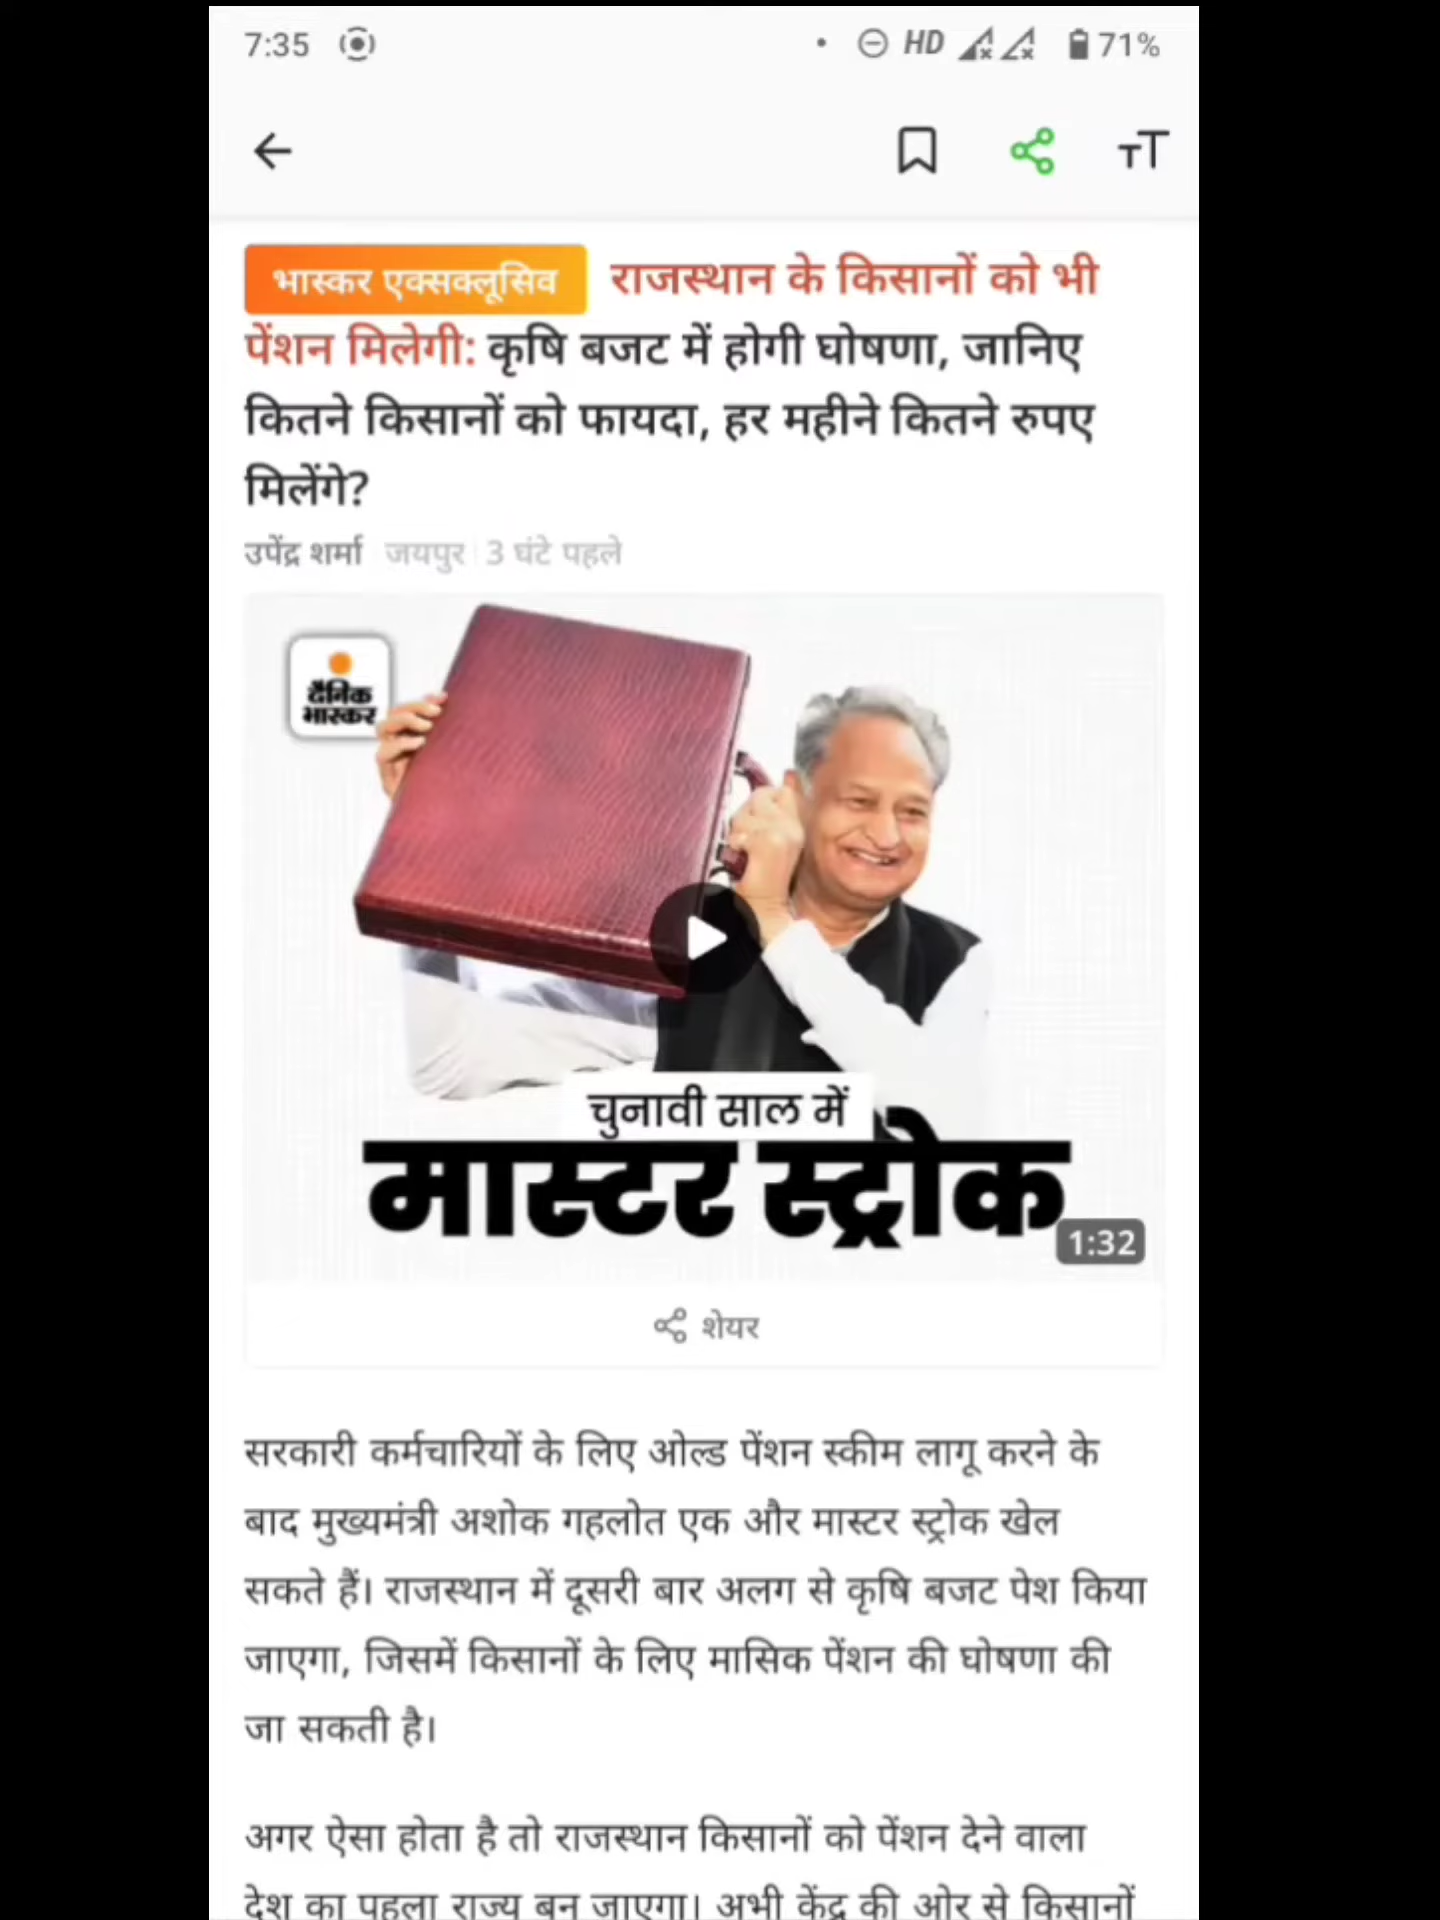 7:35 HD 71%
TT
भास्कर एक्सक्लूसिव राजस्थान के किसानों को भी
पेंशन मिलेगी: कृषि बजट में होगी घोषणा, जानिए
कितने किसानों को फायदा, हर महीने कितने रुपए
मिलेंगे?
उपेंद्र शर्मा जयपुर 3 घंटे पहले
दैनिक
भास्कर
चुनावी साल में
मास्टर स्ट्रोक
1:32
शेयर
सरकारी कर्मचारियों के लिए ओल्ड पेंशन स्कीम लागू करने के
बाद मुख्यमंत्री अशोक गहलोत एक और मास्टर स्ट्रोक खेल
सकते हैं। राजस्थान में दूसरी बार अलग से कृषि बजट पेश किया
जाएगा, जिसमें किसानों के लिए मासिक पेंशन की घोषणा की
जा सकती है।
अगर ऐसा होता है तो राजस्थान किसानों को पेंशन देने वाला
देश का पहला राज्य बन जाएगा। अभी केंद्र की ओर से किसानों